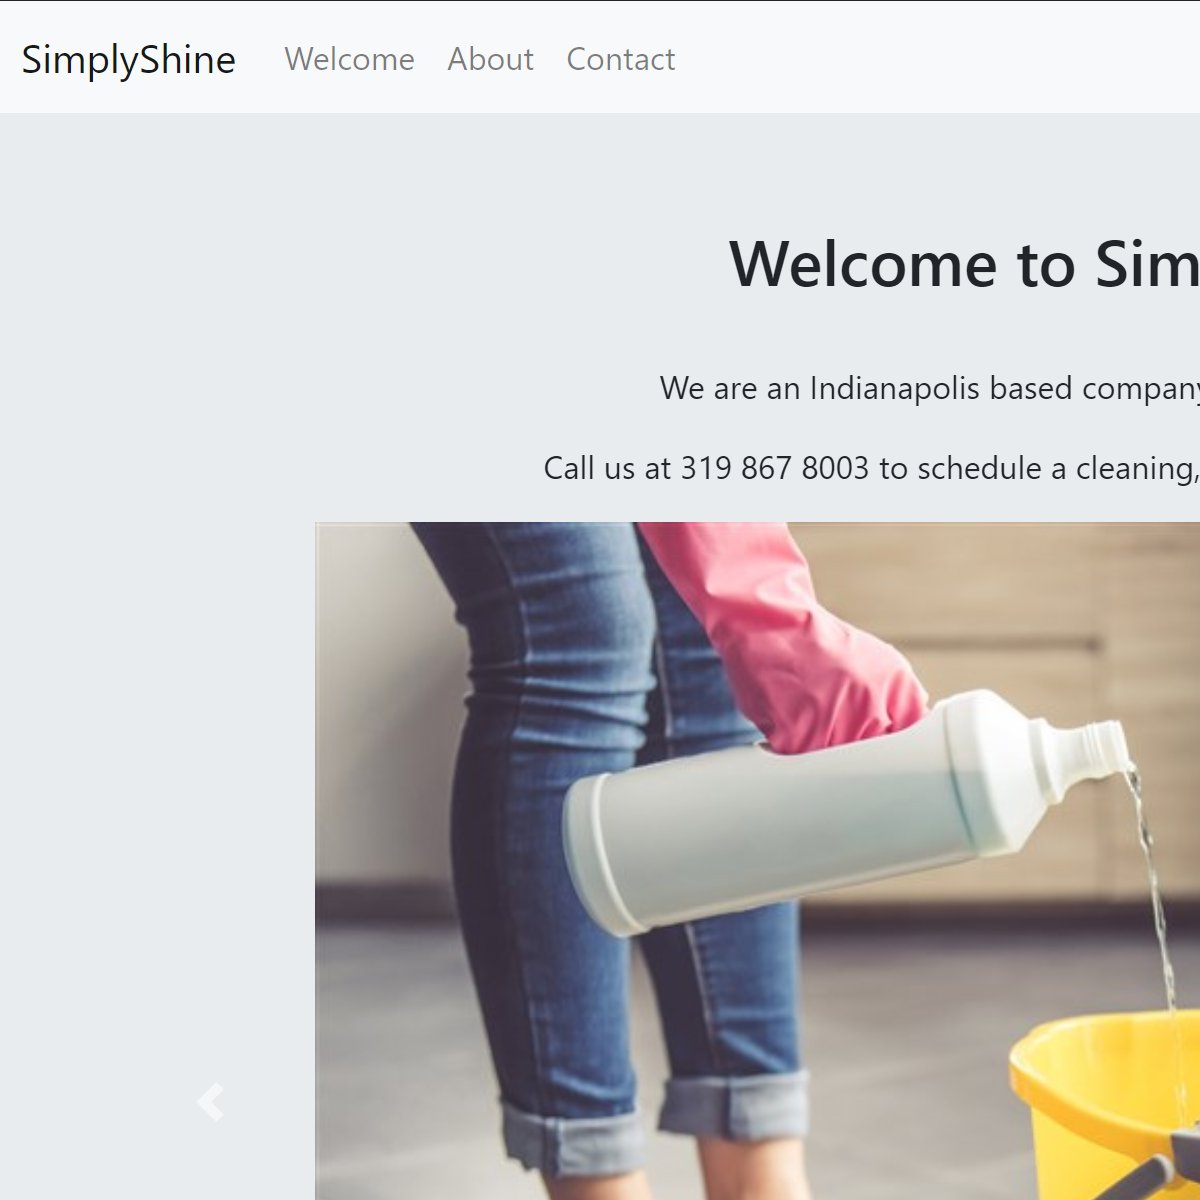 SimplyShine Welcome About Contact
Welcome to Sim
We are an Indianapolis based company
Call us at 319 867 8003 to schedule a cleaning,